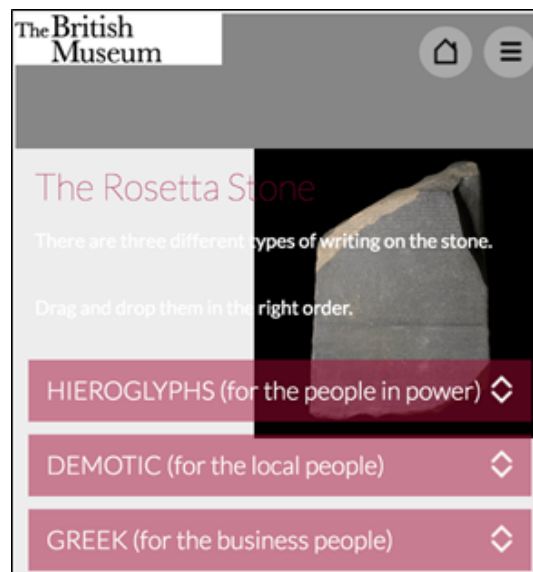 The British
Museum
The Rosetta Stone
There are three different types of writing on the stone.
Drag and drop them in the right order.
HIEROGLYPHS (for the people in power)
DEMOTIC (for the local people)
GREEK (for the business people)